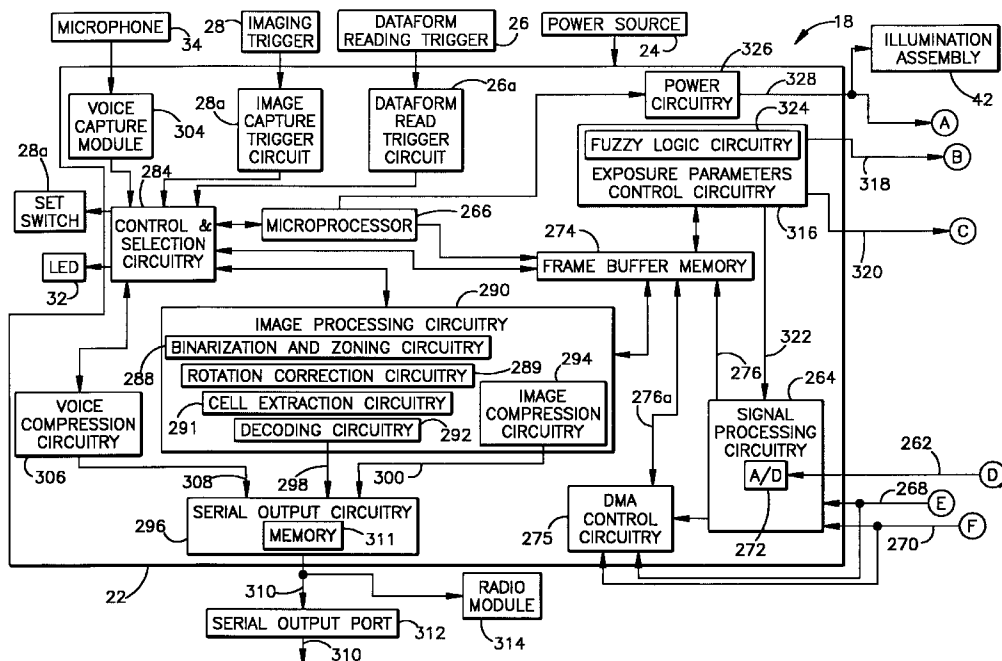 MICROPHONE
34
28
IMAGING
TRIGGER
DATAFORM
READING TRIGGER
26
POWER SOURCE
24
18
ILLUMINATION
ASSEMBLY
42
326
POWER
CIRCUITRY
328
A
28a
IMAGE
CAPTURE
TRIGGER
CIRCUIT
26a
DATAFORM
READ
TRIGGER
CIRCUIT
VOICE
CAPTURE
MODULE
304
324
FUZZY LOGIC CIRCUITRY
EXPOSURE PARAMETERS
CONTROL CIRCUITRY
316
B
318
C
320
28a
SET
SWITCH
284
CONTROL &
SELECTION
CIRCUITRY
MICROPROCESSOR
266
274
FRAME BUFFER MEMORY
LED
32
290
IMAGE PROCESSING CIRCUITRY
BINARIZATION AND ZONING CIRCUITRY
288
ROTATION CORRECTION CIRCUITRY
289
294
CELL EXTRACTION CIRCUITRY
291
DECODING CIRCUITRY
292
IMAGE
COMPRESSION
CIRCUITRY
276a
276
322
264
SIGNAL
PROCESSING
CIRCUITRY
A/D
272
262
D
268
E
270
F
VOICE
COMPRESSION
CIRCUITRY
306
308
298
300
SERIAL OUTPUT CIRCUITRY
296
MEMORY
311
DMA
CONTROL
CIRCUITRY
275
22
310
RADIO
MODULE
314
SERIAL OUTPUT PORT
312
310